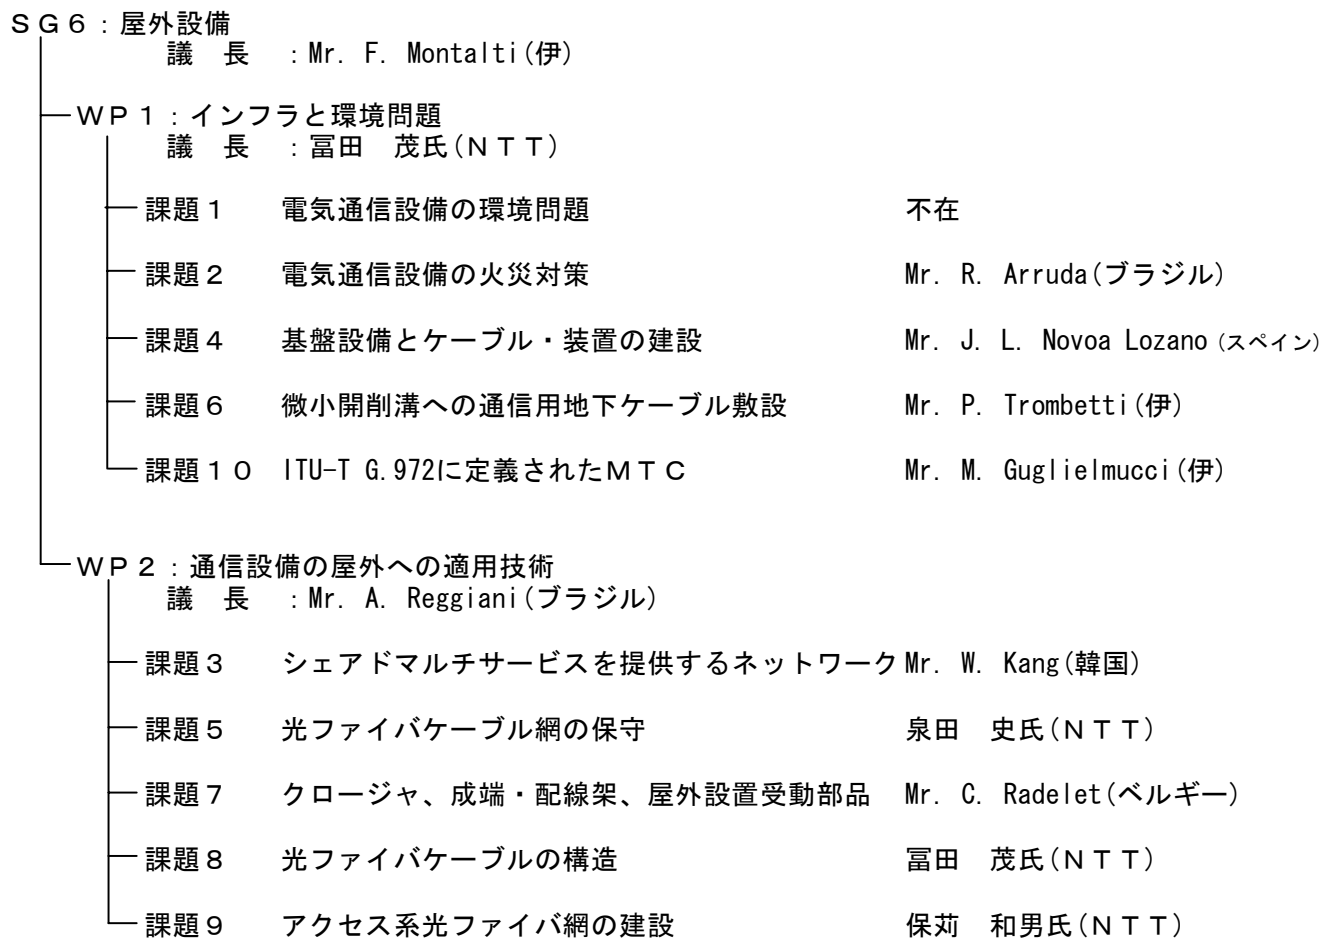 ＳＧ６：屋外設備
議　長　：Mr. F. Montalti(伊)
ＷＰ１：インフラと環境問題
議　長　：冨田　茂氏(ＮＴＴ)
課題１　電気通信設備の環境問題　不在
課題２　電気通信設備の火災対策　Mr. R. Arruda(ブラジル)
課題４　基盤設備とケーブル・装置の建設　Mr. J. L. Novoa Lozano(スペイン)
課題６　微小開削溝への通信用地下ケーブル敷設　Mr. P. Trombetti(伊)
課題１０　ITU-T G.972に定義されたＭＴＣ　Mr. M. Guglielmucci(伊)
ＷＰ２：通信設備の屋外への適用技術
議　長　：Mr. A. Reggiani(ブラジル)
課題３　シェアドマルチサービスを提供するネットワーク　Mr. W. Kang(韓国)
課題５　光ファイバケーブル網の保守　泉田　史氏(ＮＴＴ)
課題７　クロージャ、成端・配線架、屋外設置受動部品　Mr. C. Radelet(ベルギー)
課題８　光ファイバケーブルの構造　冨田　茂氏(ＮＴＴ)
課題９　アクセス系光ファイバ網の建設　保苅　和男氏(ＮＴＴ)